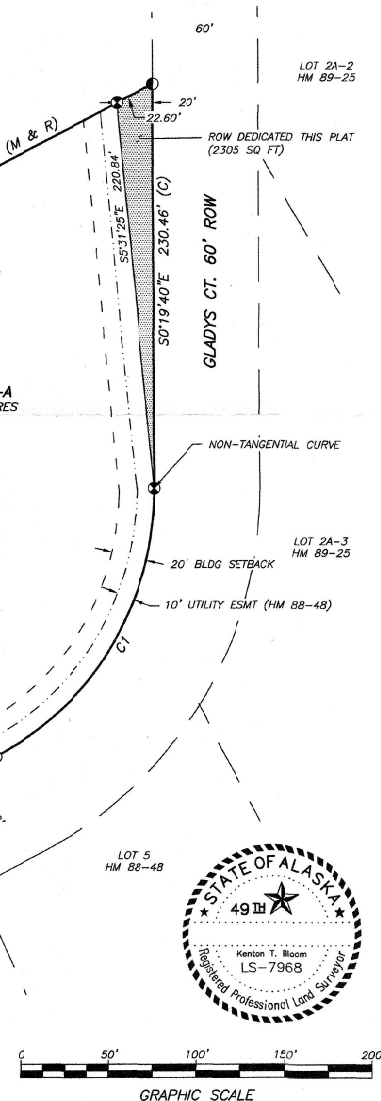 60'
LOT 2A-2
HM 89-25
(M & R)
20'
22.60'
ROW DEDICATED THIS PLAT
(2305 SQ FT)
S5°31'25"E 220.84'
S0°19'40"E 230.46' (C)
GLADYS CT. 60' ROW
-A
RES
NON-TANGENTIAL CURVE
LOT 2A-3
HM 89-25
20' BLDG SETBACK
10' UTILITY ESMT (HM 88-48)
C1
LOT 5
HM 88-48
STATE OF ALASKA
49 TH
Kenton T. Bloom
LS-7968
Registered Professional Land Surveyor
0 50' 100' 150' 200
GRAPHIC SCALE